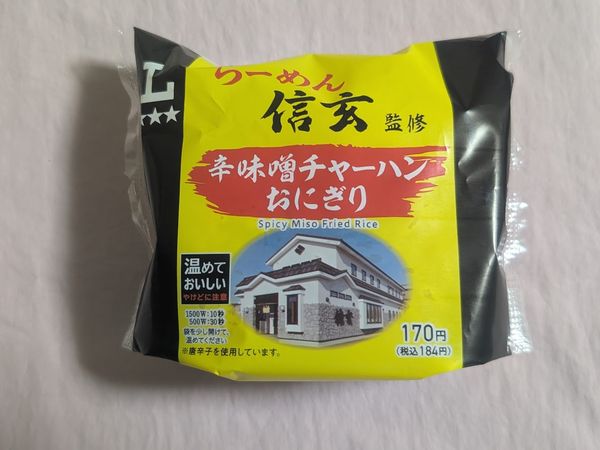 L
★★★
らーめん
信玄 監修
辛味噌チャーハン
おにぎり
Spicy Miso Fried Rice
温めて
おいしい
やけどに注意
1500W:10秒
500W:30秒
袋を少し開けて、
温めてください
※唐辛子を使用しています。
信玄
170円
(税込184円)